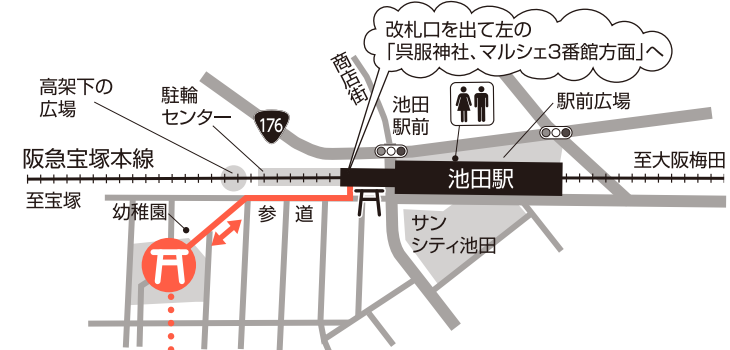 改札口を出て左の
「呉服神社、マルシェ3番館方面」へ
商店街
高架下の
広場
駐輪
センター
176
池田
駅前
駅前広場
阪急宝塚本線
至大阪梅田
池田駅
至宝塚
幼稚園
参道
サン
シティ池田